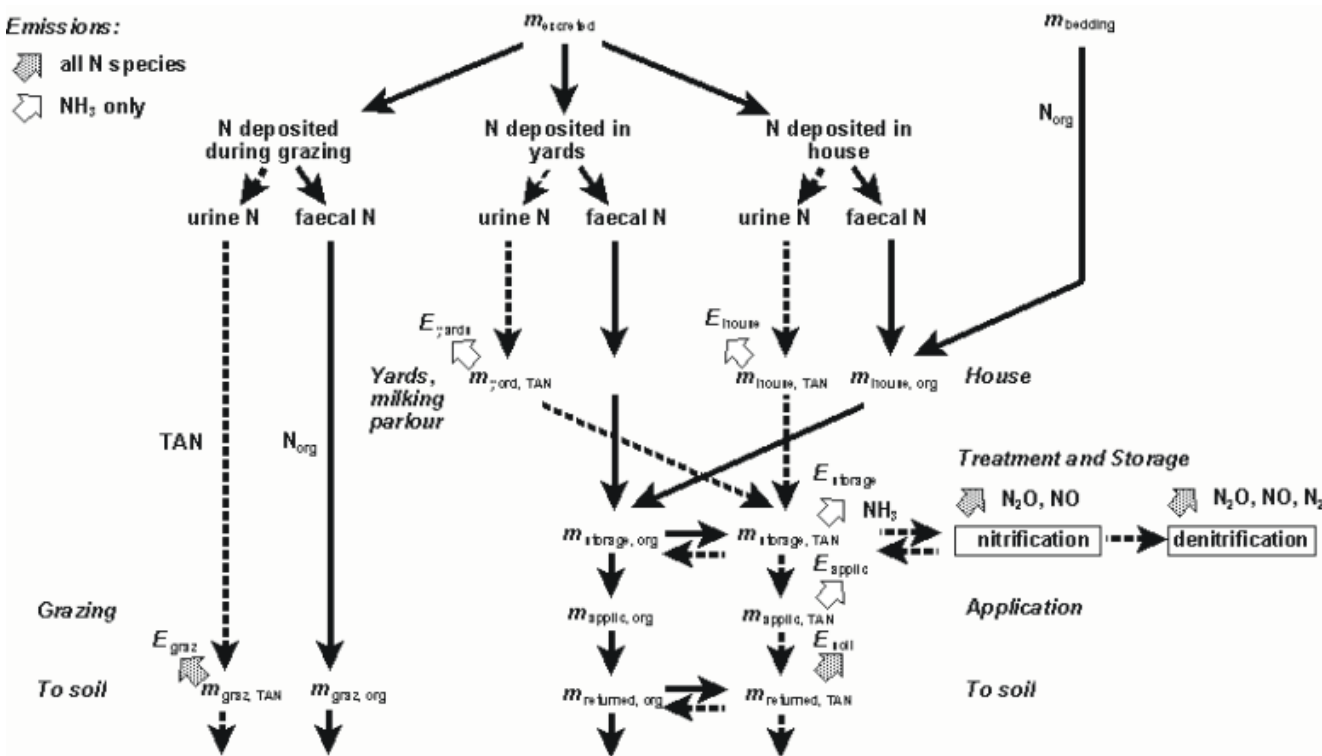 Emissions:
all N species
NH₃ only
m excreted
m bedding
N deposited
during grazing
N deposited in
yards
N deposited in
house
N org
urine N
faecal N
urine N
faecal N
urine N
faecal N
E yards
E house
Yards,
milking
parlour
m yard, TAN
m house, TAN
m house, org
House
TAN
N org
E storage
NH₃
Treatment and Storage
N₂O, NO
N₂O, NO, N₂
m storage, org
m storage, TAN
nitrification
denitrification
E applic
Grazing
m applic, org
m applic, TAN
Application
E graz
E soil
To soil
m graz, TAN
m graz, org
m returned, org
m returned, TAN
To soil